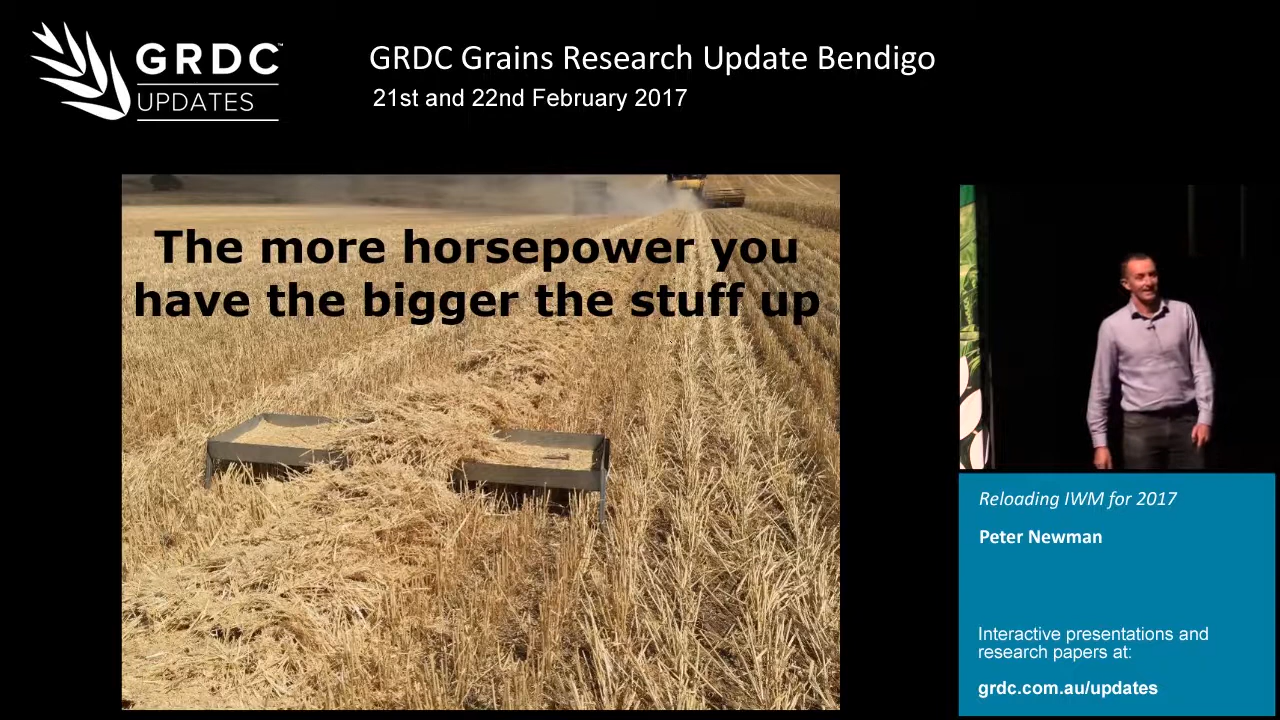 GRDC™
UPDATES
GRDC Grains Research Update Bendigo
21st and 22nd February 2017
The more horsepower you
have the bigger the stuff up
Reloading IWM for 2017
Peter Newman
Interactive presentations and
research papers at:
grdc.com.au/updates